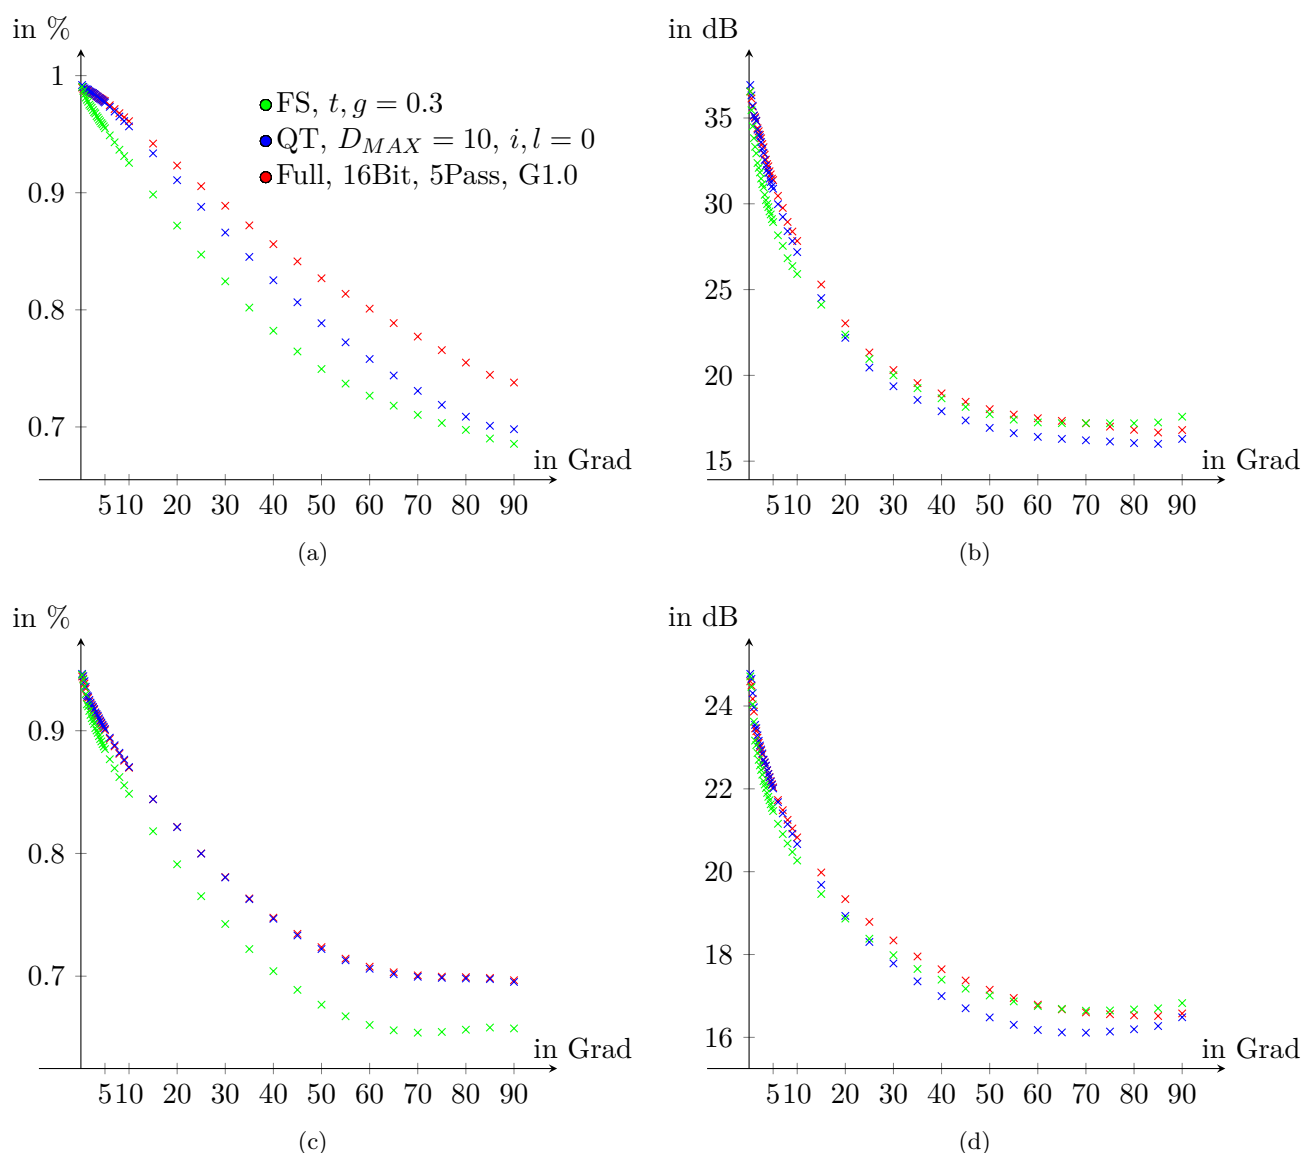 in %
1
0.9
0.8
0.7
FS, t, g = 0.3
QT, D_{MAX} = 10, i, l = 0
Full, 16Bit, 5Pass, G1.0
in Grad
5 10 20 30 40 50 60 70 80 90
(a)
in dB
35
30
25
20
15
in Grad
5 10 20 30 40 50 60 70 80 90
(b)
in %
0.9
0.8
0.7
in Grad
5 10 20 30 40 50 60 70 80 90
(c)
in dB
24
22
20
18
16
in Grad
5 10 20 30 40 50 60 70 80 90
(d)